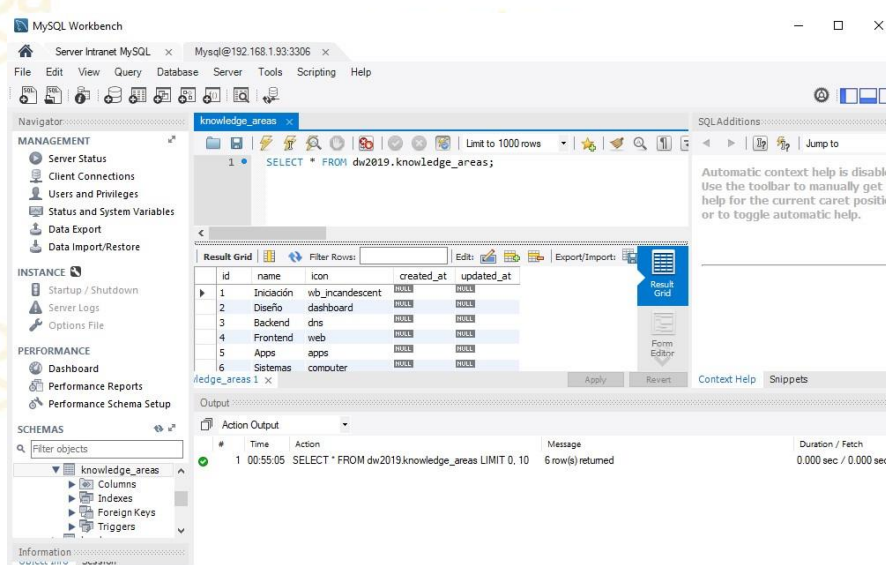 MySQL Workbench
Server Intranet MySQL × Mysql@192.168.1.93:3306 ×
File Edit View Query Database Server Tools Scripting Help
Navigator
MANAGEMENT
Server Status
Client Connections
Users and Privileges
Status and System Variables
Data Export
Data Import/Restore
INSTANCE
Startup / Shutdown
Server Logs
Options File
PERFORMANCE
Dashboard
Performance Reports
Performance Schema Setup
SCHEMAS
Filter objects
knowledge_areas
Columns
Indexes
Foreign Keys
Triggers
Information
Object Info Session
knowledge_areas ×
Limit to 1000 rows
1 SELECT * FROM dw2019.knowledge_areas;
Result Grid Filter Rows: Edit: Export/Import:
id name icon created_at updated_at
1 Iniciación wb_incandescent NULL NULL
2 Diseño dashboard NULL NULL
3 Backend dns NULL NULL
4 Frontend web NULL NULL
5 Apps apps NULL NULL
6 Sistemas computer NULL NULL
Result
Grid
Form
Editor
ledge_areas 1 × Apply Revert
SQLAdditions
Jump to
Automatic context help is disable
Use the toolbar to manually get
help for the current caret positio
or to toggle automatic help.
Context Help Snippets
Output
Action Output
# Time Action Message Duration / Fetch
1 00:55:05 SELECT * FROM dw2019.knowledge_areas LIMIT 0, 10 6 row(s) returned 0.000 sec / 0.000 sec